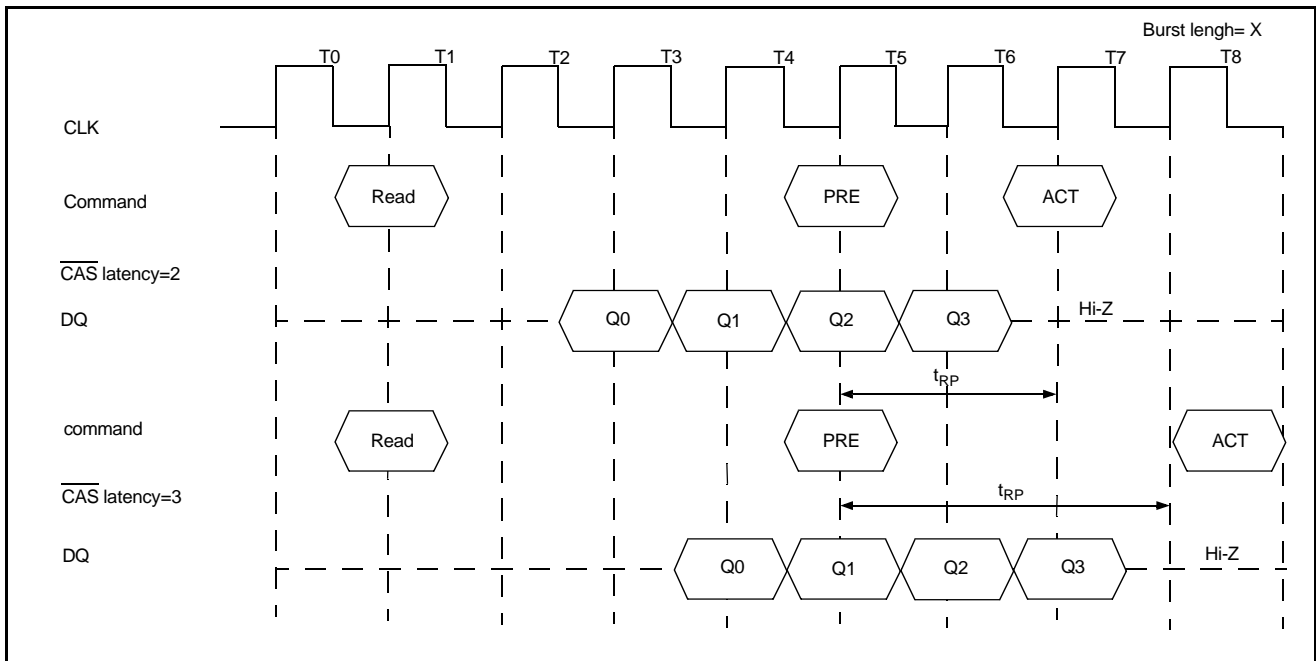 Burst lengh= X
T0 T1 T2 T3 T4 T5 T6 T7 T8
CLK
Command Read PRE ACT
CAS latency=2
DQ Q0 Q1 Q2 Q3 Hi-Z
tRP
command Read PRE ACT
CAS latency=3
tRP
DQ Q0 Q1 Q2 Q3 Hi-Z